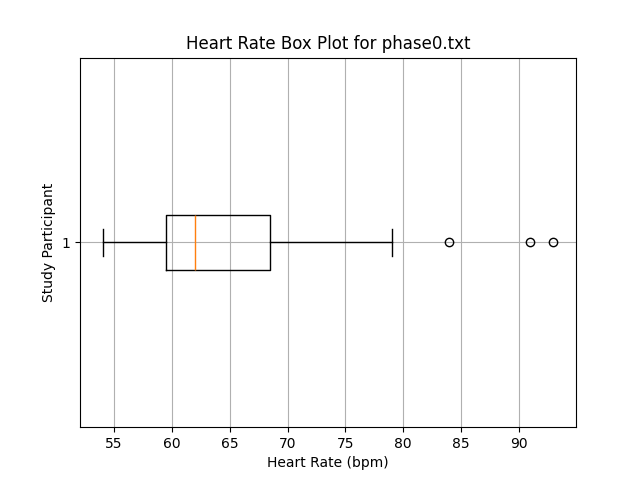 Heart Rate Box Plot for phase0.txt
Study Participant
1
55 60 65 70 75 80 85 90
Heart Rate (bpm)